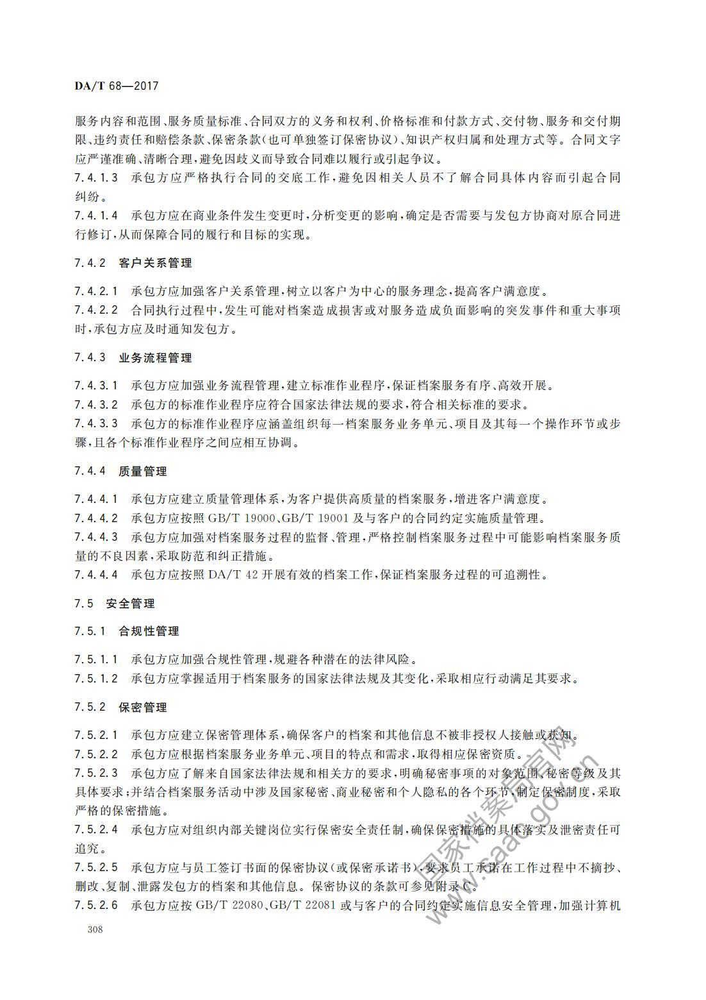 DA/T 68—2017
服务内容和范围、服务质量标准、合同双方的义务和权利、价格标准和付款方式、交付物、服务和交付期
限、违约责任和赔偿条款、保密条款(也可单独签订保密协议)、知识产权归属和处理方式等。合同文字
应严谨准确、清晰合理,避免因歧义而导致合同难以履行或引起争议。
7.4.1.3 承包方应严格执行合同的交底工作,避免因相关人员不了解合同具体内容而引起合同
纠纷。
7.4.1.4 承包方应在商业条件发生变更时,分析变更的影响,确定是否需要与发包方协商对原合同进
行修订,从而保障合同的履行和目标的实现。
7.4.2 客户关系管理
7.4.2.1 承包方应加强客户关系管理,树立以客户为中心的服务理念,提高客户满意度。
7.4.2.2 合同执行过程中,发生可能对档案造成损害或对服务造成负面影响的突发事件和重大事项
时,承包方应及时通知发包方。
7.4.3 业务流程管理
7.4.3.1 承包方应加强业务流程管理,建立标准作业程序,保证档案服务有序、高效开展。
7.4.3.2 承包方的标准作业程序应符合国家法律法规的要求,符合相关标准的要求。
7.4.3.3 承包方的标准作业程序应涵盖组织每一档案服务业务单元、项目及其每一个操作环节或步
骤,且各个标准作业程序之间应相互协调。
7.4.4 质量管理
7.4.4.1 承包方应建立质量管理体系,为客户提供高质量的档案服务,增进客户满意度。
7.4.4.2 承包方应按照 GB/T 19000、GB/T 19001 及与客户的合同约定实施质量管理。
7.4.4.3 承包方应加强对档案服务过程的监督、管理,严格控制档案服务过程中可能影响档案服务质
量的不良因素,采取防范和纠正措施。
7.4.4.4 承包方应按照 DA/T 42 开展有效的档案工作,保证档案服务过程的可追溯性。
7.5 安全管理
7.5.1 合规性管理
7.5.1.1 承包方应加强合规性管理,规避各种潜在的法律风险。
7.5.1.2 承包方应掌握适用于档案服务的国家法律法规及其变化,采取相应行动满足其要求。
7.5.2 保密管理
7.5.2.1 承包方应建立保密管理体系,确保客户的档案和其他信息不被非授权人接触或获知。
7.5.2.2 承包方应根据档案服务业务单元、项目的特点和需求,取得相应保密资质。
7.5.2.3 承包方应了解来自国家法律法规和相关方的要求,明确秘密事项的对象范围、秘密等级及其
具体要求;并结合档案服务活动中涉及国家秘密、商业秘密和个人隐私的各个环节,制定保密制度,采取
严格的保密措施。
7.5.2.4 承包方应对组织内部关键岗位实行保密安全责任制,确保保密措施的具体落实及泄密责任可
追究。
7.5.2.5 承包方应与员工签订书面的保密协议(或保密承诺书),要求员工承诺在工作过程中不摘抄、
删改、复制、泄露发包方的档案和其他信息。保密协议的条款可参见附录 C。
7.5.2.6 承包方应按 GB/T 22080、GB/T 22081 或与客户的合同约定实施信息安全管理,加强计算机
308
国家档案局官网
www.saac.gov.cn